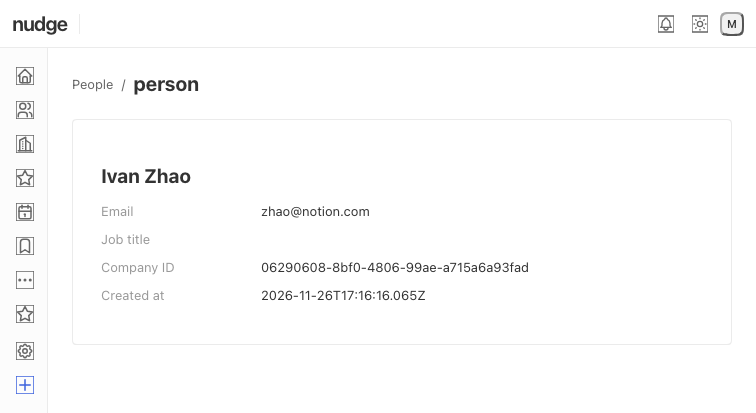 nudge
M
People / person
Ivan Zhao
Email zhao@notion.com
Job title
Company ID 06290608-8bf0-4806-99ae-a715a6a93fad
Created at 2026-11-26T17:16:16.065Z